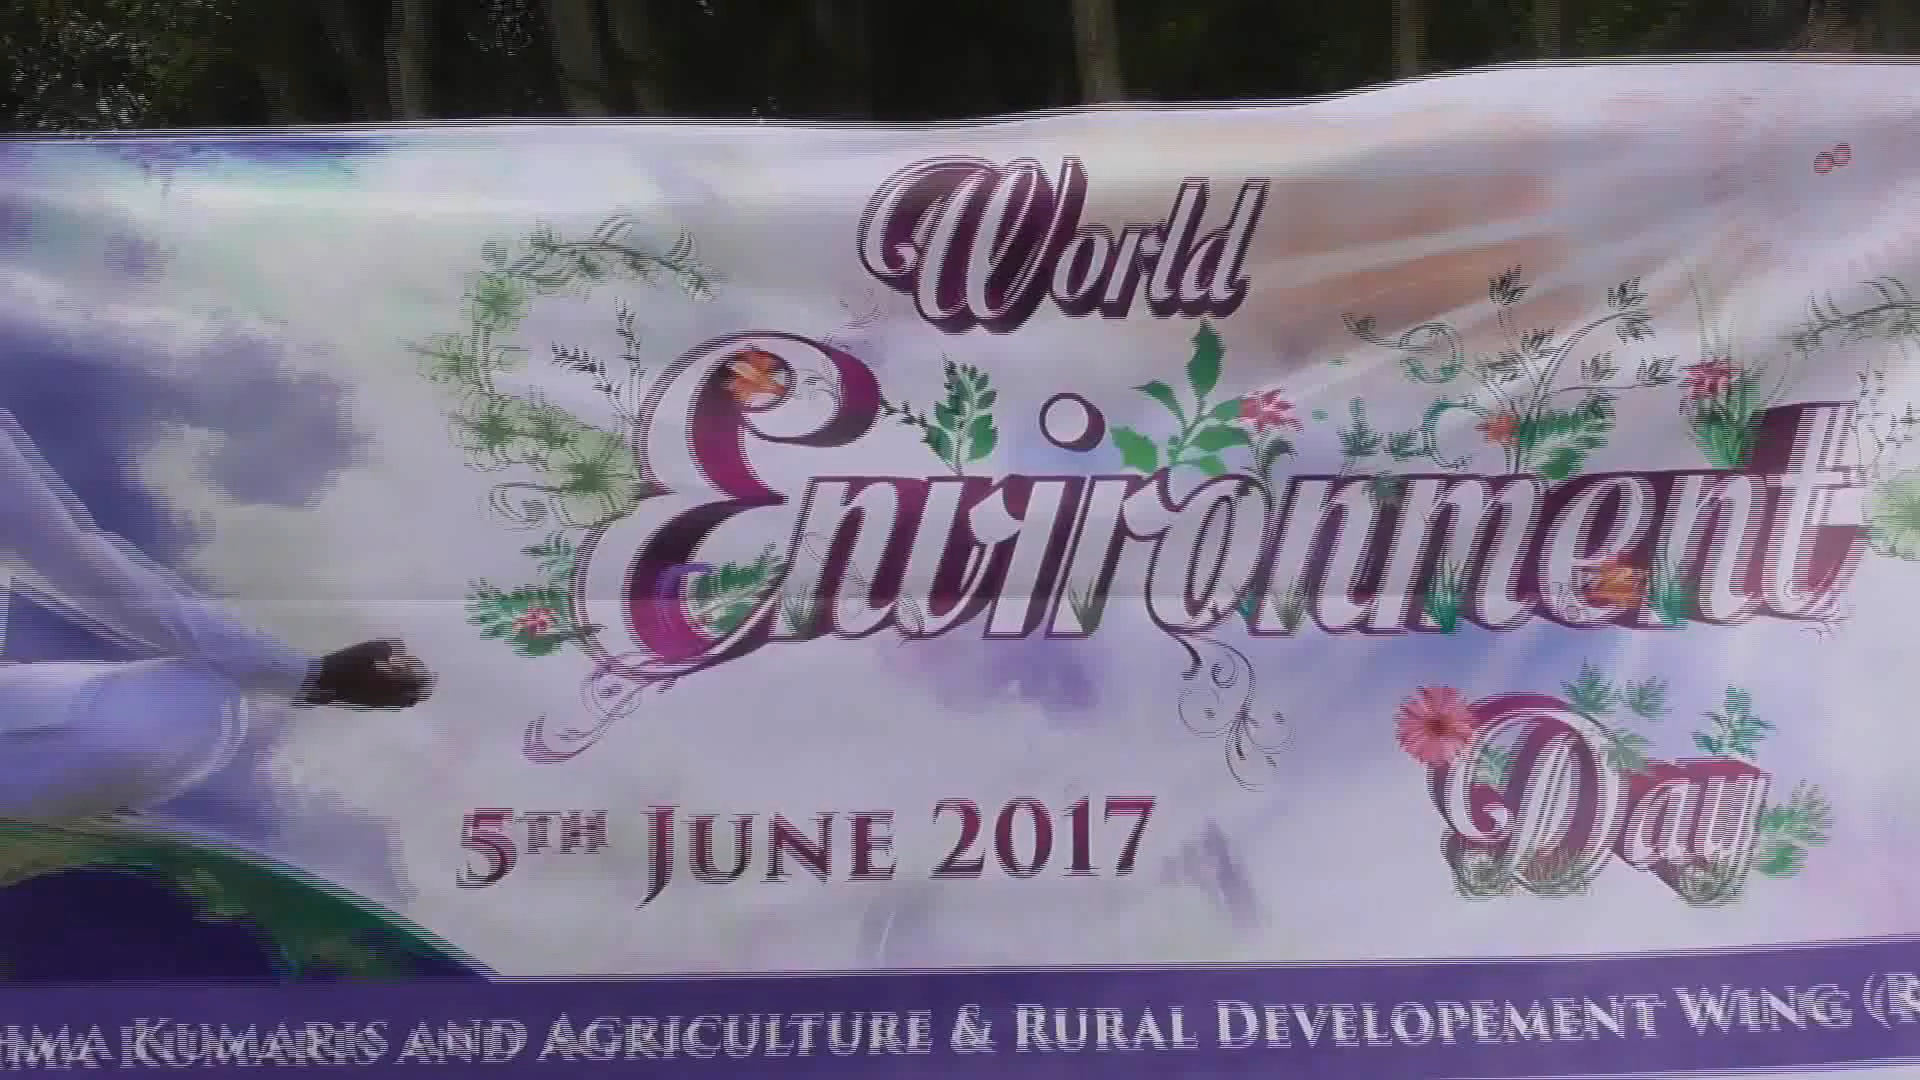 World
Environment
Day
5TH JUNE 2017
KUMARIS AND AGRICULTURE & RURAL DEVELOPEMENT WING